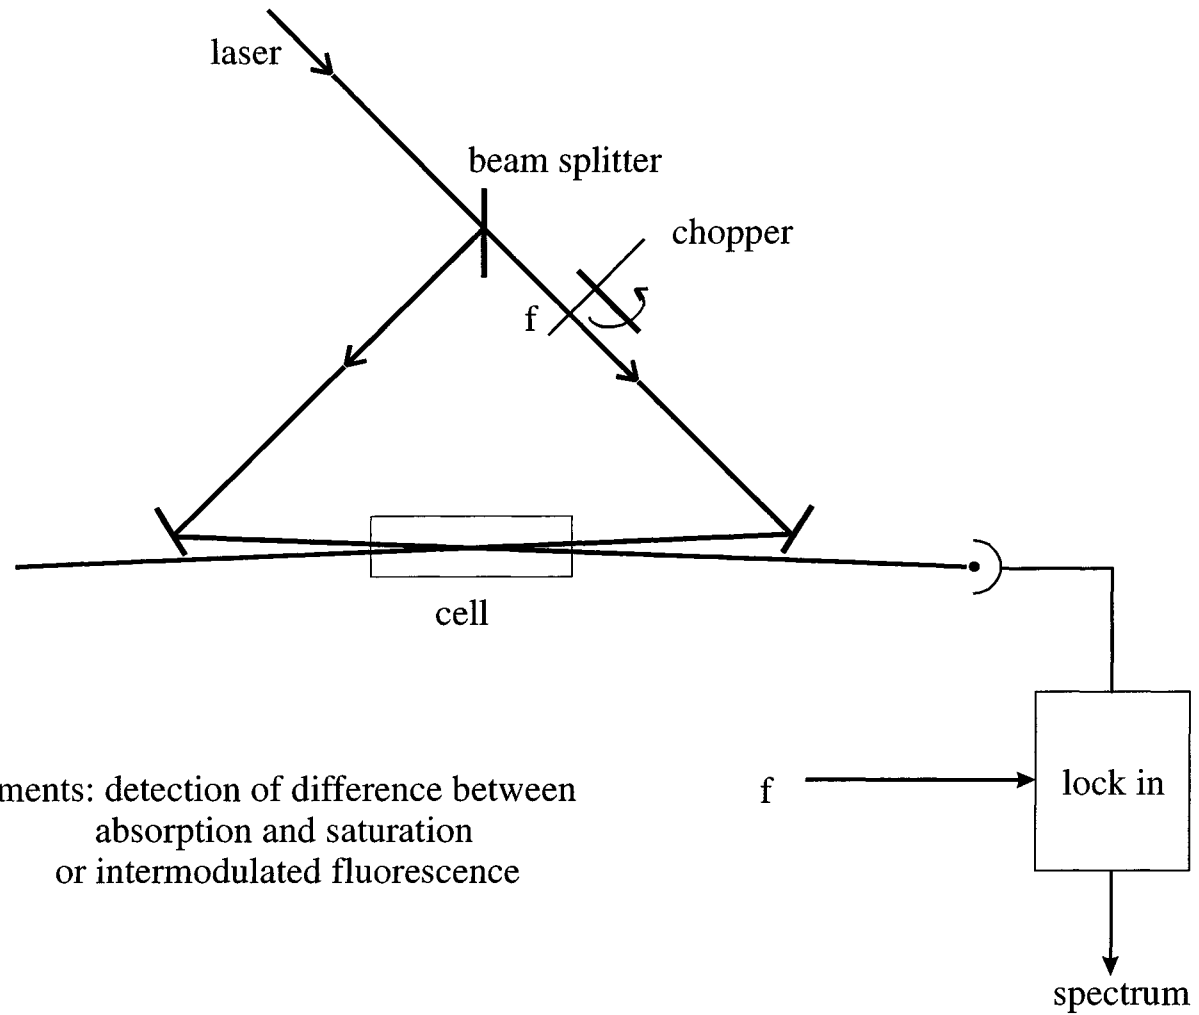 laser
beam splitter
chopper
f
cell
ments: detection of difference between
absorption and saturation
or intermodulated fluorescence
f
lock in
spectrum